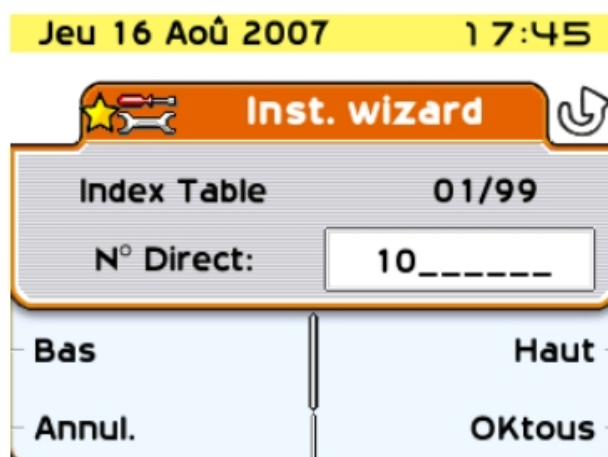 Jeu 16 Aoû 2007 17:45
Inst. wizard
Index Table 01/99
N° Direct: 10______
Bas Haut
Annul. OKtous